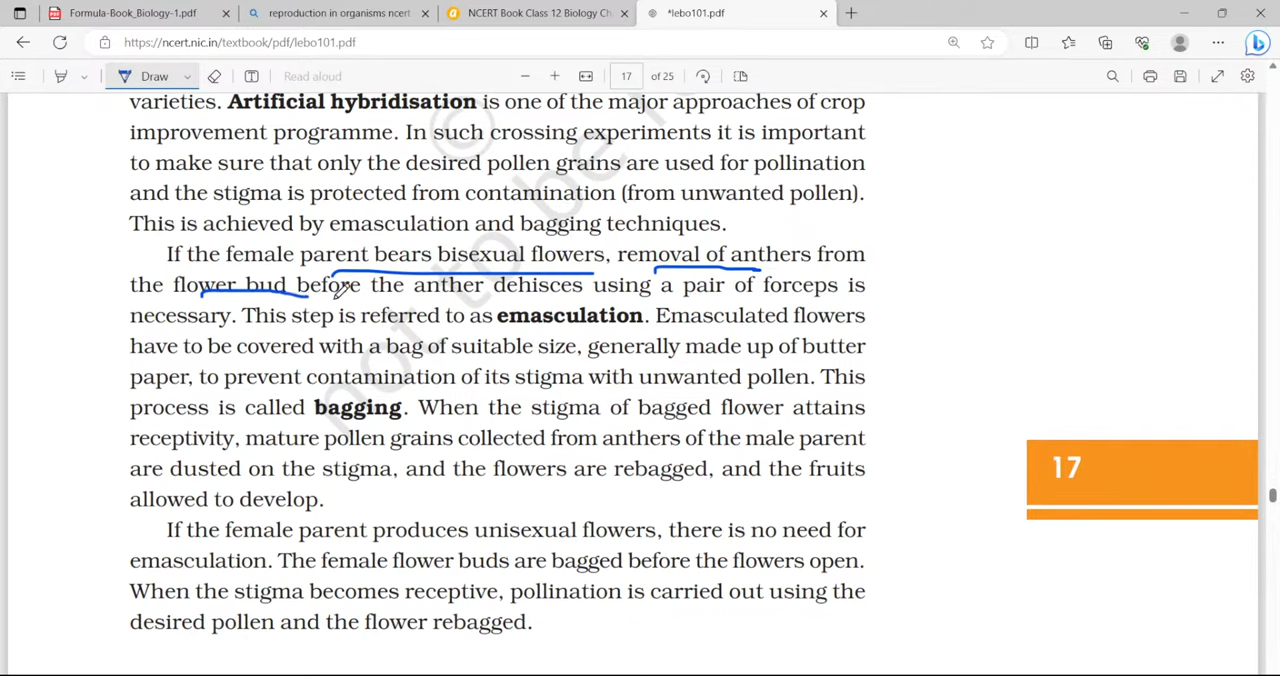 Formula-Book_Biology-1.pdf
reproduction in organisms ncert
NCERT Book Class 12 Biology Ch
*lebo101.pdf
https://ncert.nic.in/textbook/pdf/lebo101.pdf
Draw
Read aloud
17 of 25
varieties. Artificial hybridisation is one of the major approaches of crop
improvement programme. In such crossing experiments it is important
to make sure that only the desired pollen grains are used for pollination
and the stigma is protected from contamination (from unwanted pollen).
This is achieved by emasculation and bagging techniques.
If the female parent bears bisexual flowers, removal of anthers from
the flower bud before the anther dehisces using a pair of forceps is
necessary. This step is referred to as emasculation. Emasculated flowers
have to be covered with a bag of suitable size, generally made up of butter
paper, to prevent contamination of its stigma with unwanted pollen. This
process is called bagging. When the stigma of bagged flower attains
receptivity, mature pollen grains collected from anthers of the male parent
are dusted on the stigma, and the flowers are rebagged, and the fruits
allowed to develop.
17
If the female parent produces unisexual flowers, there is no need for
emasculation. The female flower buds are bagged before the flowers open.
When the stigma becomes receptive, pollination is carried out using the
desired pollen and the flower rebagged.
© not to be